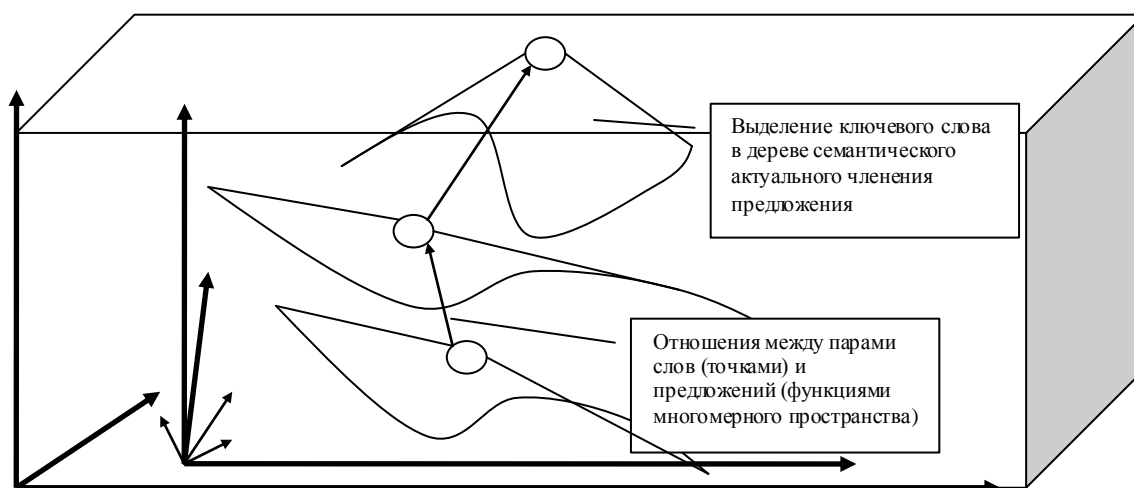 Выделение ключевого слова
в дереве семантического
актуального членения
предложения
Отношения между парами
слов (точками) и
предложений (функциями
многомерного пространства)